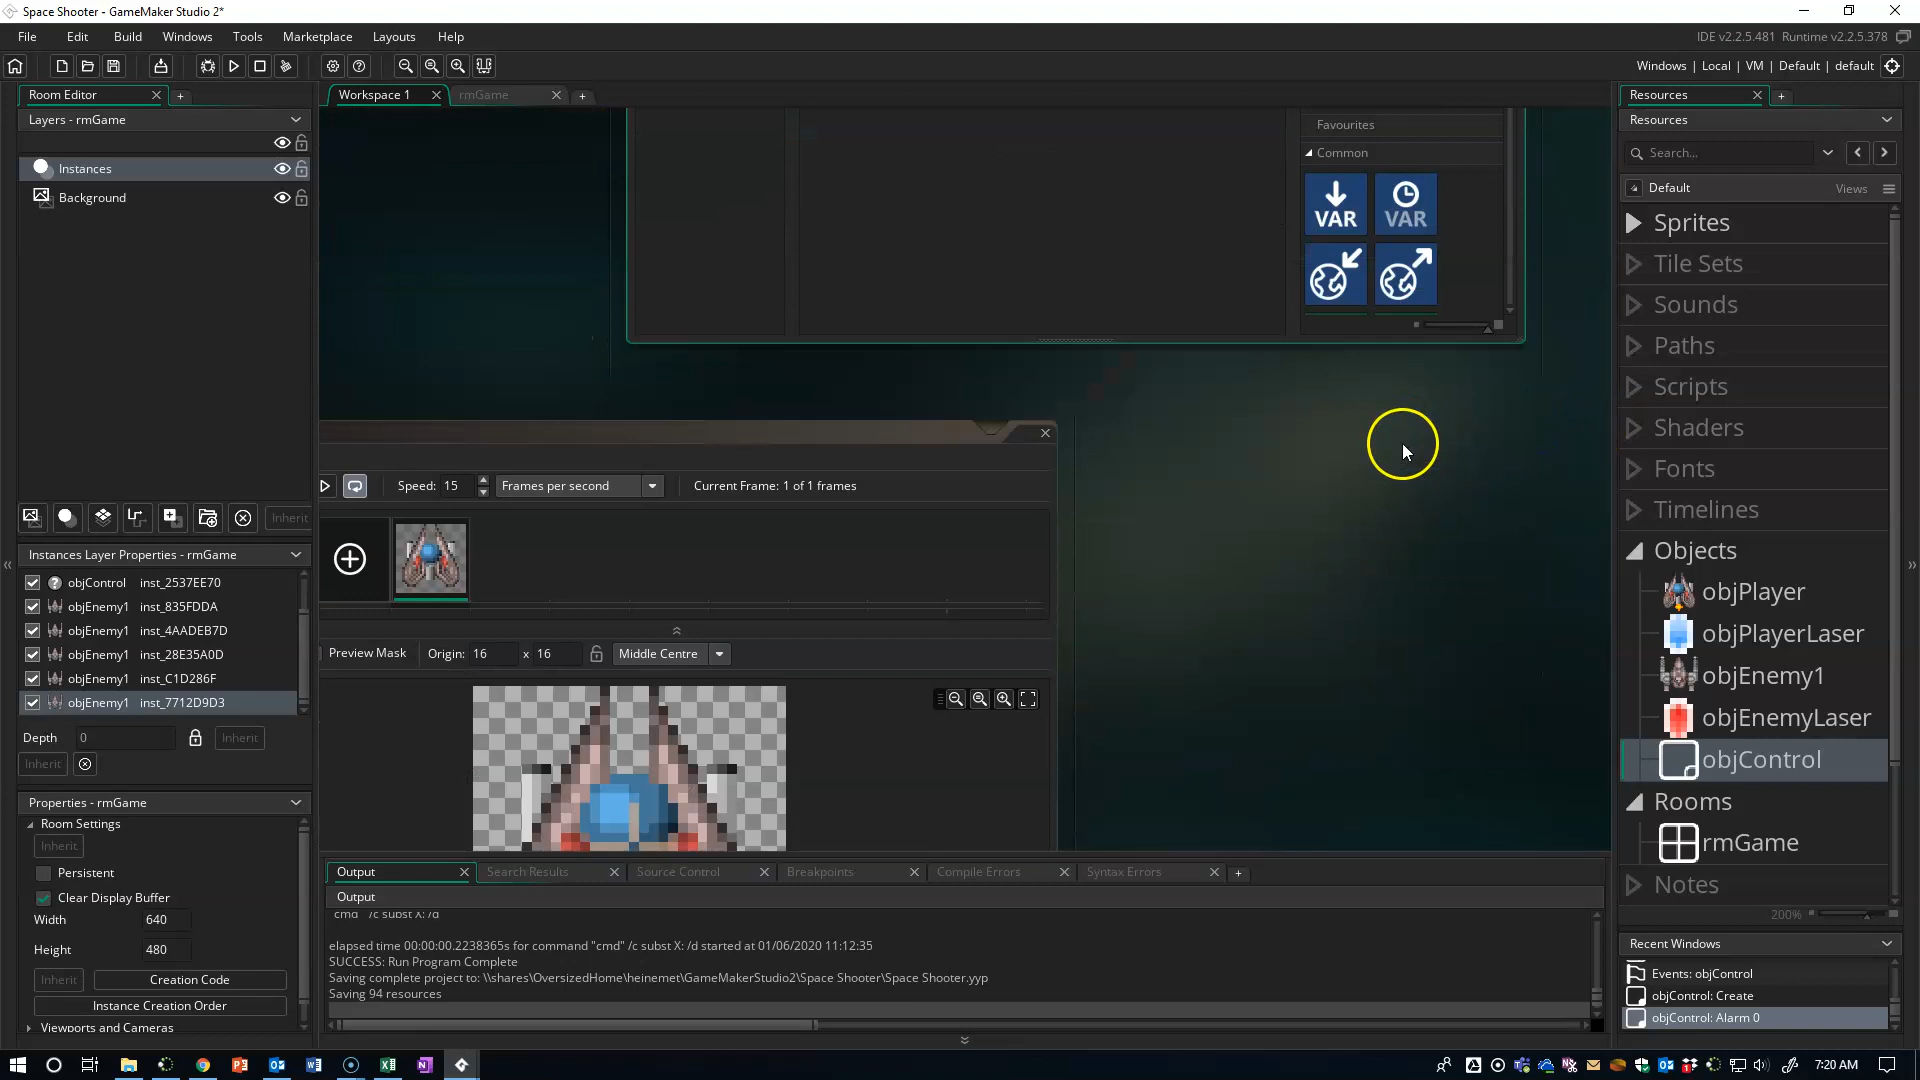 Space Shooter - GameMaker Studio 2*
File Edit Build Windows Tools Marketplace Layouts Help
IDE v2.2.5.481 Runtime v2.2.5.378
Windows | Local | VM | Default | default
Room Editor
Workspace 1
rmGame
Resources
Layers - rmGame
Resources
Favourites
Common
Search...
Instances
Default
Views
Background
VAR
VAR
Sprites
Tile Sets
Sounds
Paths
Scripts
Shaders
Fonts
Timelines
Objects
objPlayer
objPlayerLaser
objEnemy1
objEnemyLaser
objControl
Rooms
rmGame
Notes
200%
Speed: 15
Frames per second
Current Frame: 1 of 1 frames
Inherit
Instances Layer Properties - rmGame
objControl inst_2537EE70
objEnemy1 inst_835FDDA
objEnemy1 inst_4AADEB7D
objEnemy1 inst_28E35A0D
objEnemy1 inst_C1D286F
objEnemy1 inst_7712D9D3
Preview Mask
Origin: 16 x 16
Middle Centre
Depth 0
Inherit
Inherit
Properties - rmGame
Room Settings
Inherit
Persistent
Clear Display Buffer
Width 640
Height 480
Inherit
Creation Code
Instance Creation Order
Viewports and Cameras
Output
Search Results
Source Control
Breakpoints
Compile Errors
Syntax Errors
Output
cmd /c subst X: /d
elapsed time 00:00:00.2238365s for command "cmd" /c subst X: /d started at 01/06/2020 11:12:35
SUCCESS: Run Program Complete
Saving complete project to: \\shares\OversizedHome\heinemet\GameMakerStudio2\Space Shooter\Space Shooter.yyp
Saving 94 resources
Recent Windows
Events: objControl
objControl: Create
objControl: Alarm 0
7:20 AM